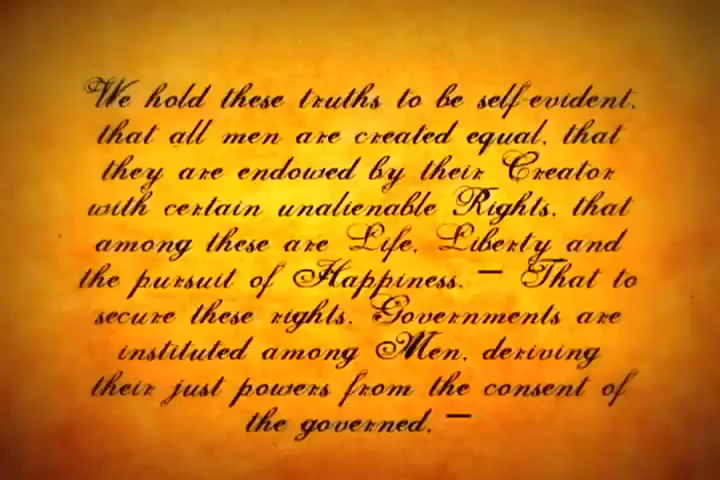 We hold these truths to be self-evident,
that all men are created equal, that
they are endowed by their Creator
with certain unalienable Rights, that
among these are Life, Liberty and
the pursuit of Happiness. — That to
secure these rights, Governments are
instituted among Men, deriving
their just powers from the consent of
the governed, —